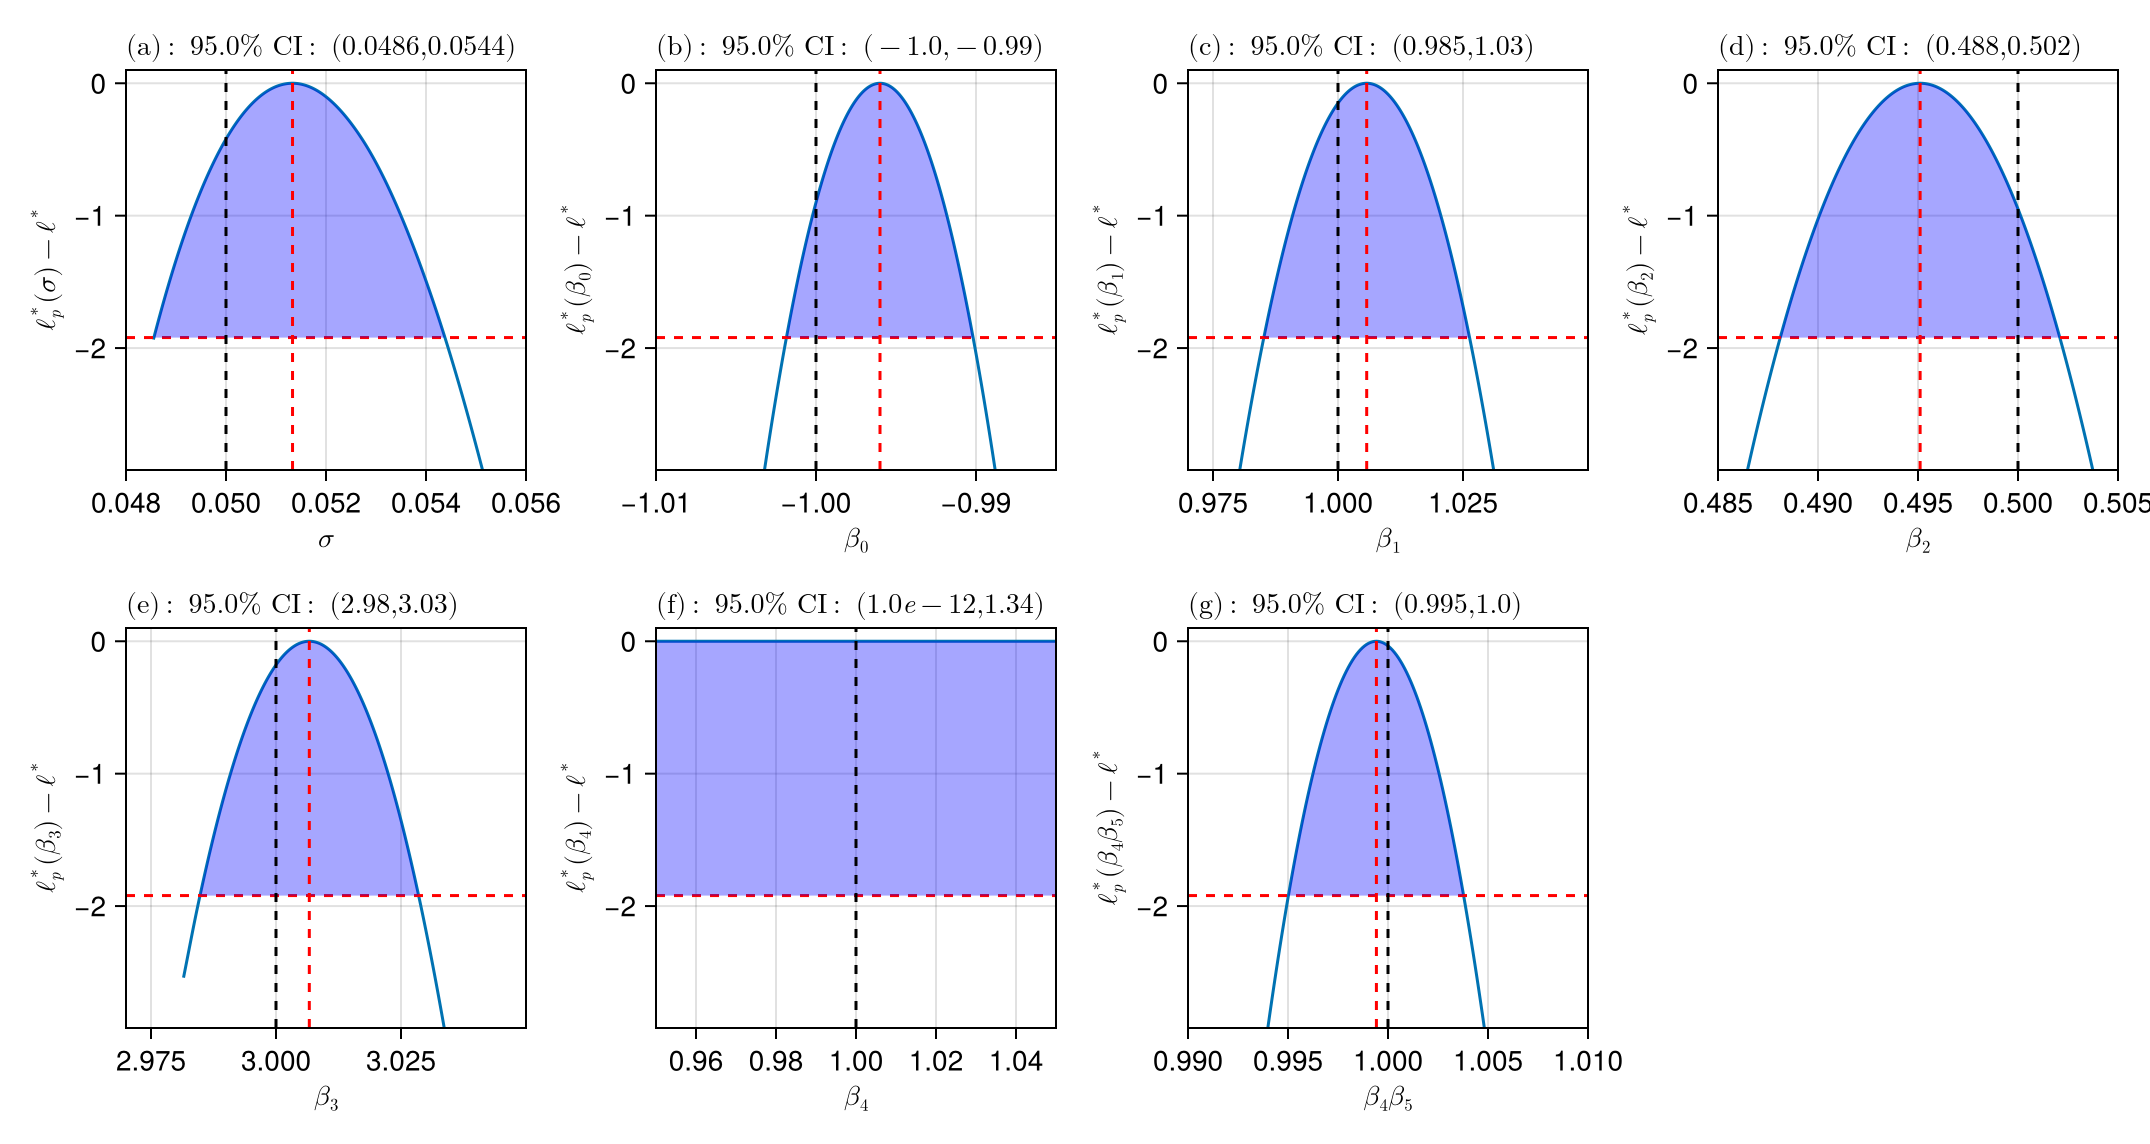 (a): 95.0% CI: (0.0486,0.0544)
0
−1
−2
ℓ*ₚ(σ) − ℓ*
0.048 0.050 0.052 0.054 0.056
σ
(b): 95.0% CI: (−1.0,−0.99)
0
−1
−2
ℓ*ₚ(β₀) − ℓ*
−1.01 −1.00 −0.99
β₀
(c): 95.0% CI: (0.985,1.03)
0
−1
−2
ℓ*ₚ(β₁) − ℓ*
0.975 1.000 1.025
β₁
(d): 95.0% CI: (0.488,0.502)
0
−1
−2
ℓ*ₚ(β₂) − ℓ*
0.485 0.490 0.495 0.500 0.505
β₂
(e): 95.0% CI: (2.98,3.03)
0
−1
−2
ℓ*ₚ(β₃) − ℓ*
2.975 3.000 3.025
β₃
(f): 95.0% CI: (1.0e−12,1.34)
0
−1
−2
ℓ*ₚ(β₄) − ℓ*
0.96 0.98 1.00 1.02 1.04
β₄
(g): 95.0% CI: (0.995,1.0)
0
−1
−2
ℓ*ₚ(β₄β₅) − ℓ*
0.990 0.995 1.000 1.005 1.010
β₄β₅